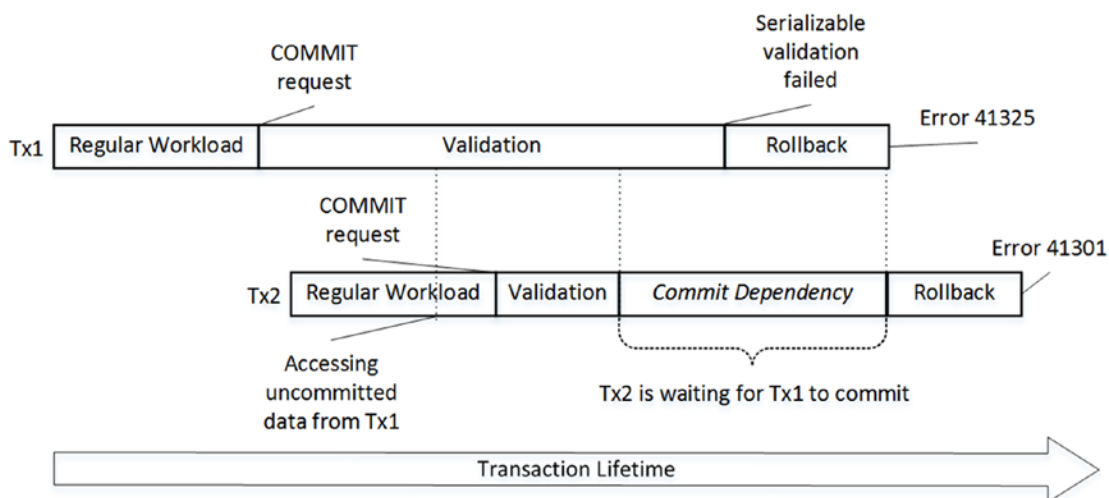 Serializable
validation
failed
COMMIT
request
Error 41325
Tx1
Regular Workload
Validation
Rollback
COMMIT
request
Error 41301
Tx2
Regular Workload
Validation
Commit Dependency
Rollback
Accessing
uncommitted
data from Tx1
Tx2 is waiting for Tx1 to commit
Transaction Lifetime